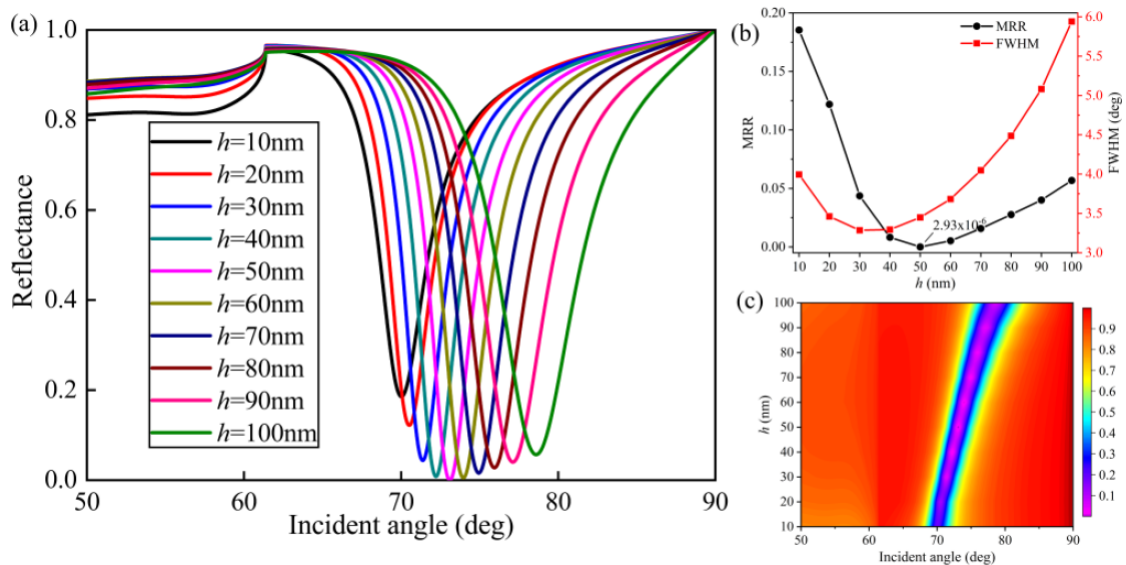 (a)
1.0
0.8
0.6
0.4
0.2
0.0
Reflectance
h=10nm
h=20nm
h=30nm
h=40nm
h=50nm
h=60nm
h=70nm
h=80nm
h=90nm
h=100nm
50 60 70 80 90
Incident angle (deg)
(b)
MRR
FWHM
0.20
0.15
0.10
0.05
0.00
MRR
2.93x10-6
6.0
5.5
5.0
4.5
4.0
3.5
3.0
FWHM (deg)
10 20 30 40 50 60 70 80 90 100
h (nm)
(c)
100
90
80
70
60
50
40
30
20
10
h (nm)
50 60 70 80 90
Incident angle (deg)
0.9
0.8
0.7
0.6
0.5
0.4
0.3
0.2
0.1